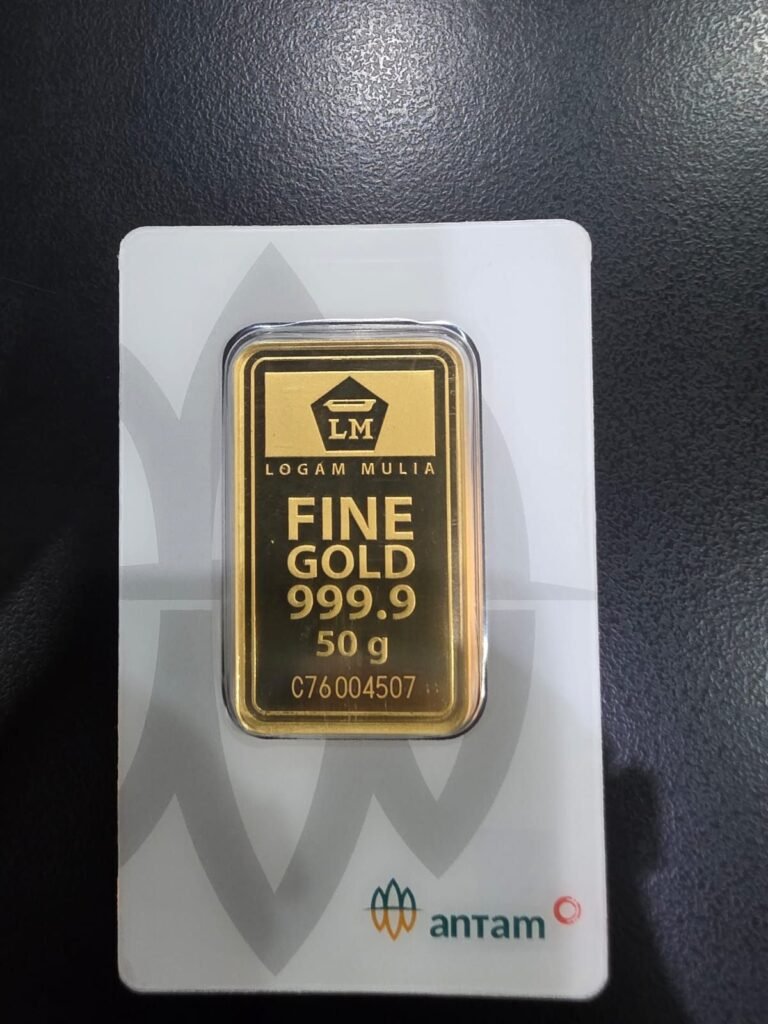 LM
LOGAM MULIA
FINE
GOLD
999.9
50 g
C76004507
antam